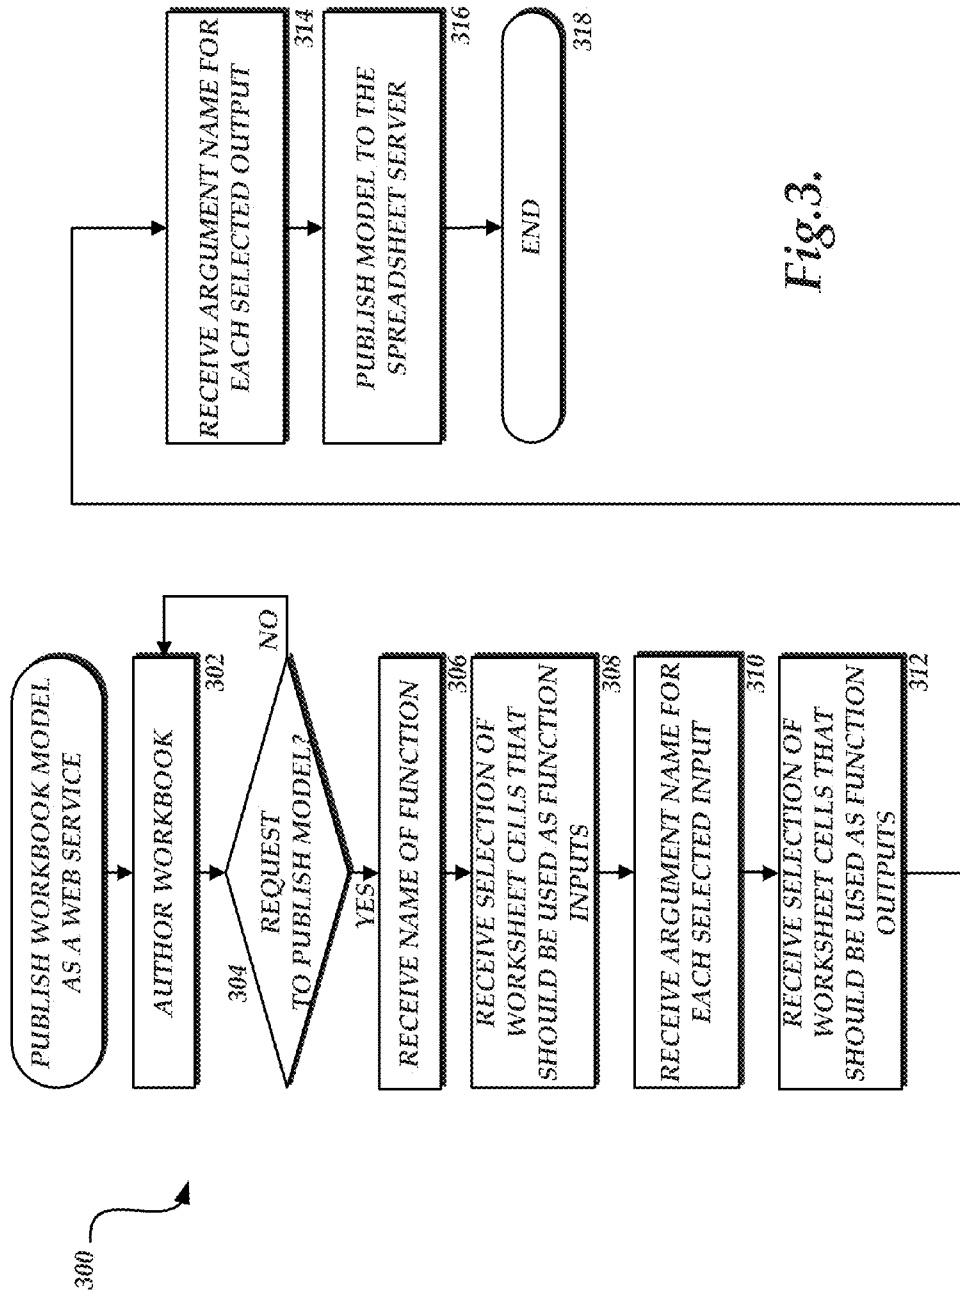 300
PUBLISH WORKBOOK MODEL
AS A WEB SERVICE
AUTHOR WORKBOOK
302
304
REQUEST
TO PUBLISH MODEL?
NO
YES
RECEIVE NAME OF FUNCTION
306
RECEIVE SELECTION OF
WORKSHEET CELLS THAT
SHOULD BE USED AS FUNCTION
INPUTS
308
RECEIVE ARGUMENT NAME FOR
EACH SELECTED INPUT
310
RECEIVE SELECTION OF
WORKSHEET CELLS THAT
SHOULD BE USED AS FUNCTION
OUTPUTS
312
RECEIVE ARGUMENT NAME FOR
EACH SELECTED OUTPUT
314
PUBLISH MODEL TO THE
SPREADSHEET SERVER
316
END
318
Fig.3.